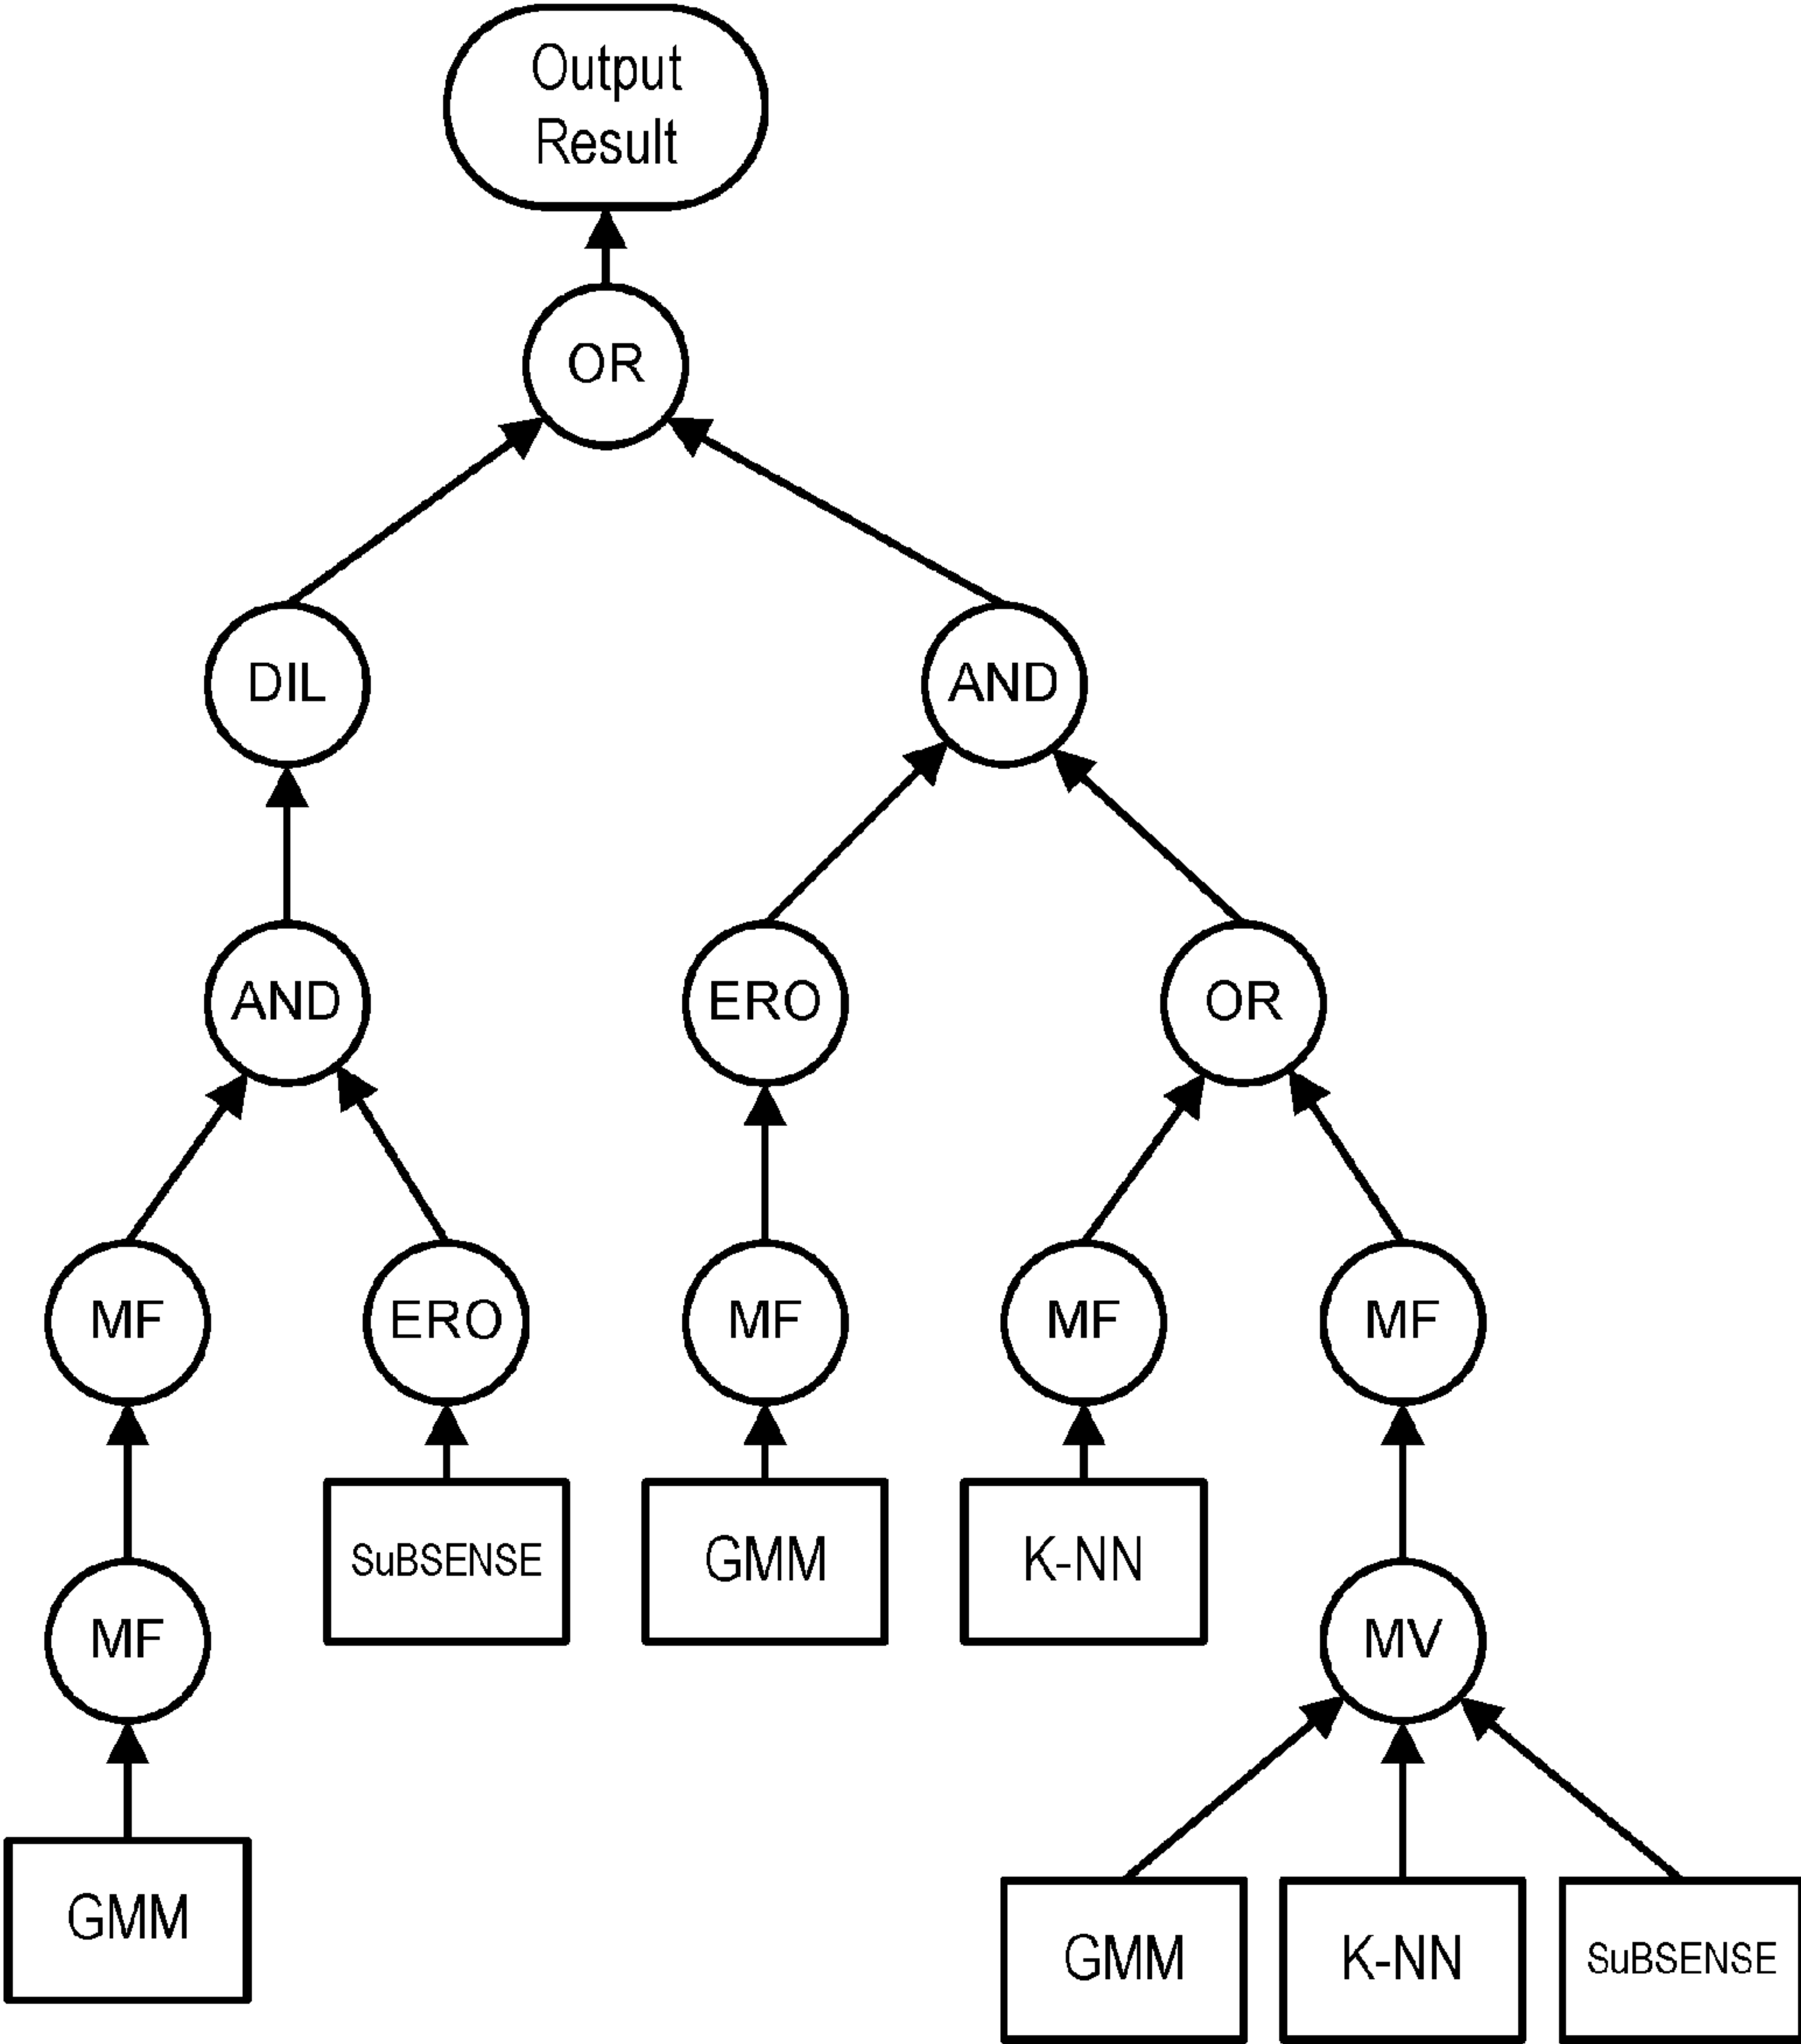 Output
Result
OR
DIL
AND
AND
ERO
OR
MF
ERO
MF
MF
MF
SuBSENSE
GMM
K-NN
MF
MV
GMM
GMM
K-NN
SuBSENSE